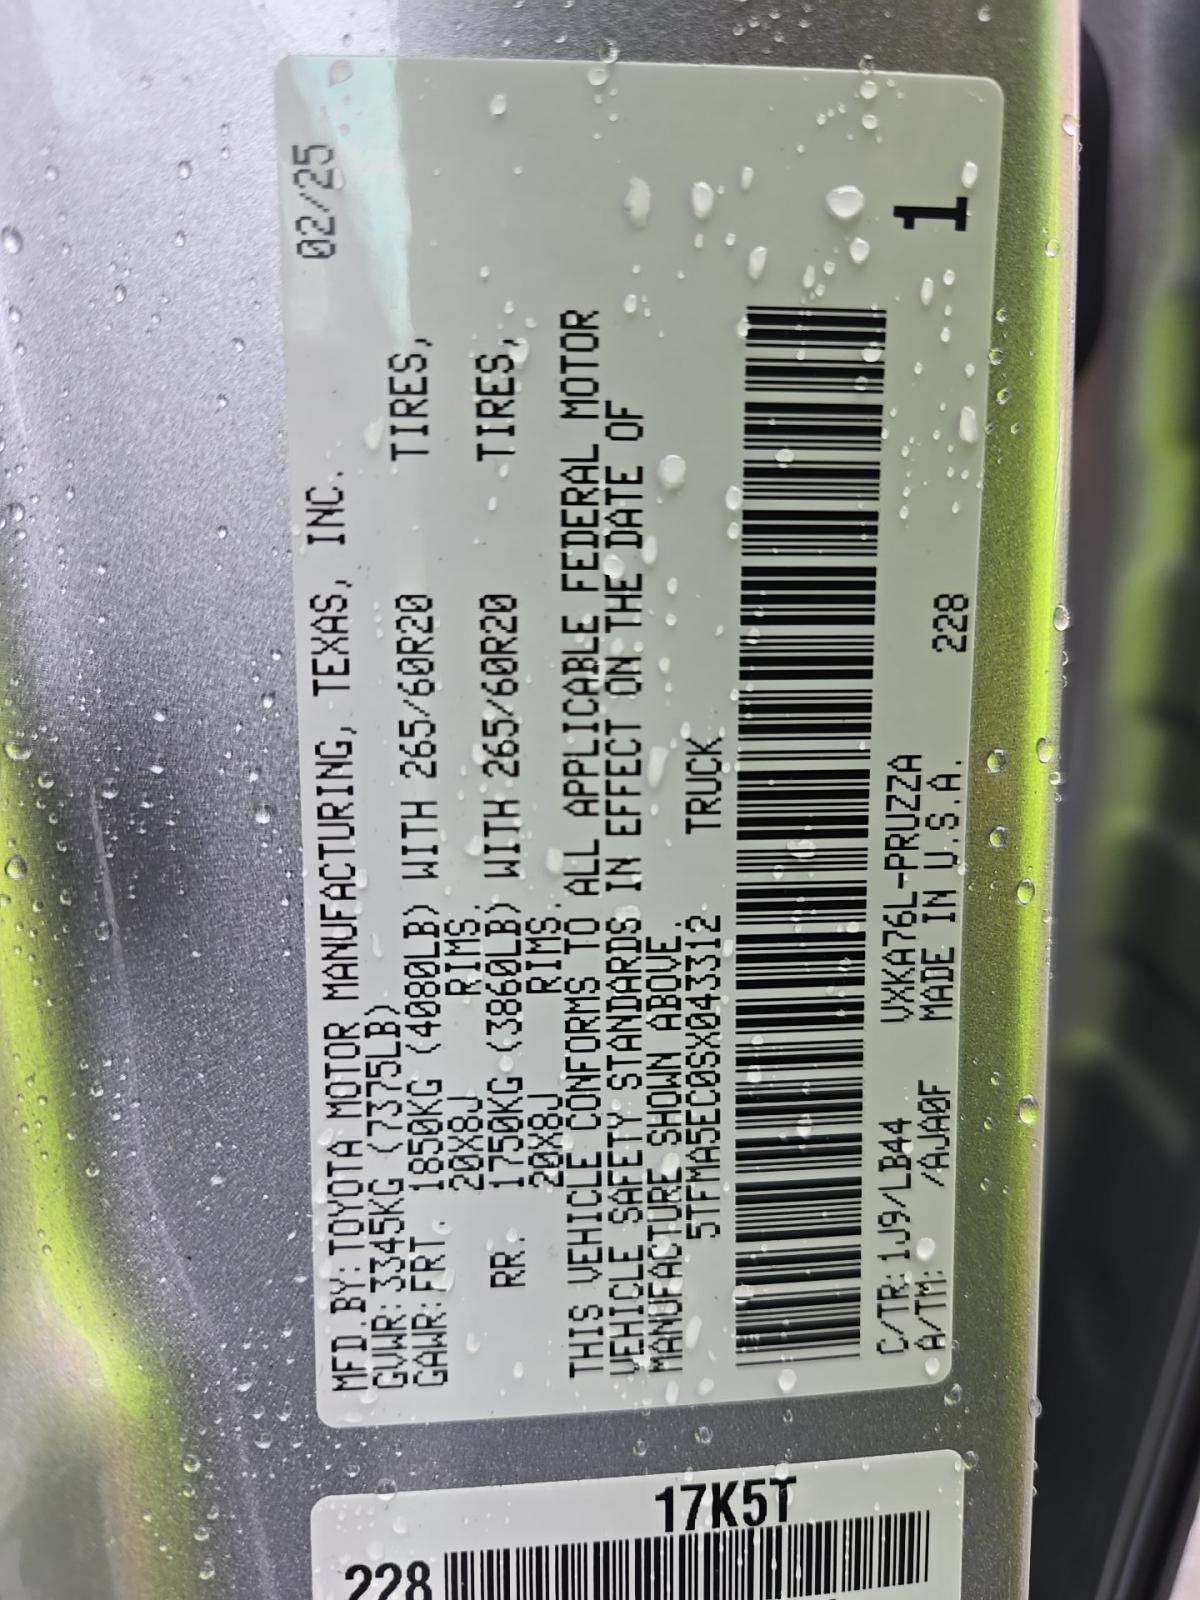 02/25
MFD.BY:TOYOTA MOTOR MANUFACTURING, TEXAS, INC.
GVWR:3345KG (7375LB)
GAWR:FRT. 1850KG (4080LB) WITH 265/60R20 TIRES,
20X8J RIMS.
RR. 1750KG (3860LB) WITH 265/60R20 TIRES,
20X8J RIMS.
THIS VEHICLE CONFORMS TO ALL APPLICABLE FEDERAL MOTOR
VEHICLE SAFETY STANDARDS IN EFFECT ON THE DATE OF
MANUFACTURE SHOWN ABOVE.
5TFMA5EC0SX043312 TRUCK
C/TR:1J9/LB44 VXKA76L-PRUZZA
A/TM: /AJA0F MADE IN U.S.A. 228
1
17K5T
228